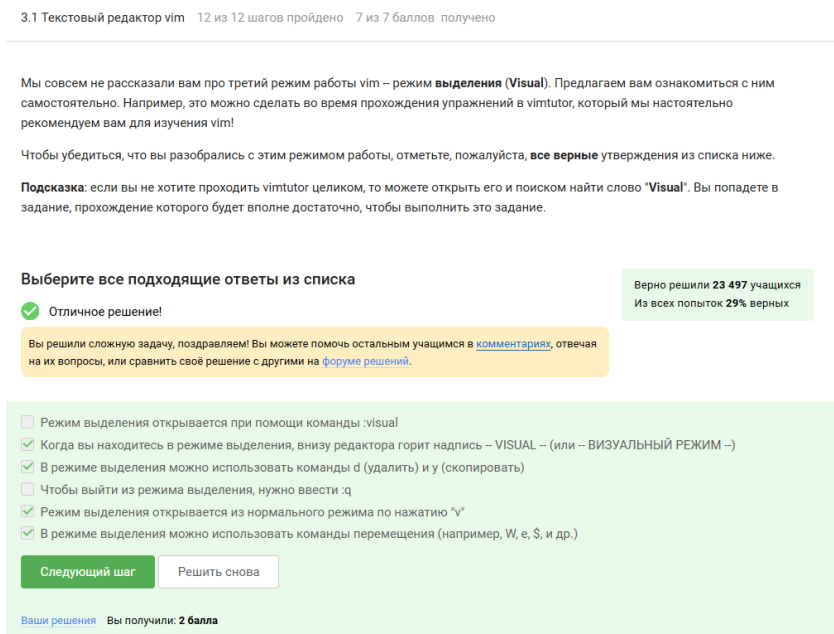 3.1 Текстовый редактор vim 12 из 12 шагов пройдено 7 из 7 баллов получено
Мы совсем не рассказали вам про третий режим работы vim -- режим выделения (Visual). Предлагаем вам ознакомиться с ним
самостоятельно. Например, это можно сделать во время прохождения упражнений в vimtutor, который мы настоятельно
рекомендуем вам для изучения vim!
Чтобы убедиться, что вы разобрались с этим режимом работы, отметьте, пожалуйста, все верные утверждения из списка ниже.
Подсказка: если вы не хотите проходить vimtutor целиком, то можете открыть его и поиском найти слово "Visual". Вы попадете в
задание, прохождение которого будет вполне достаточно, чтобы выполнить это задание.
Выберите все подходящие ответы из списка
Верно решили 23 497 учащихся
Из всех попыток 29% верных
Отличное решение!
Вы решили сложную задачу, поздравляем! Вы можете помочь остальным учащимся в комментариях, отвечая
на их вопросы, или сравнить своё решение с другими на форуме решений.
Режим выделения открывается при помощи команды :visual
Когда вы находитесь в режиме выделения, внизу редактора горит надпись -- VISUAL -- (или -- ВИЗУАЛЬНЫЙ РЕЖИМ --)
В режиме выделения можно использовать команды d (удалить) и y (скопировать)
Чтобы выйти из режима выделения, нужно ввести :q
Режим выделения открывается из нормального режима по нажатию "v"
В режиме выделения можно использовать команды перемещения (например, W, e, $, и др.)
Следующий шаг Решить снова
Ваши решения Вы получили: 2 балла